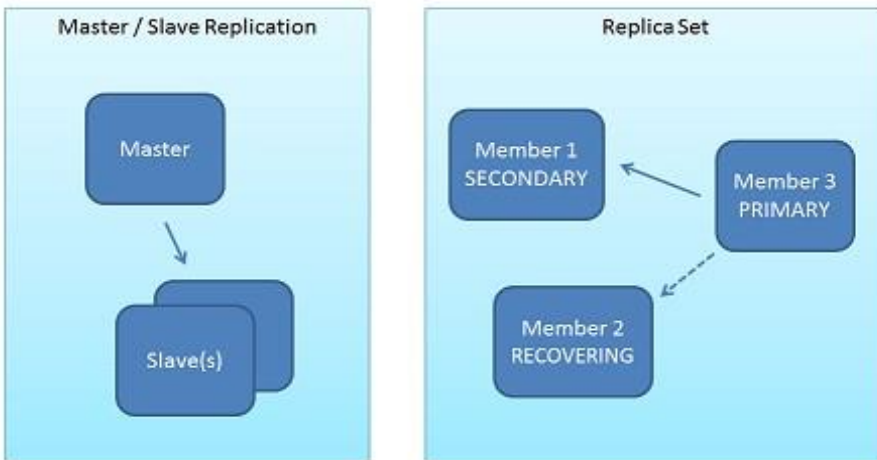 Master / Slave Replication
Master
Slave(s)
Replica Set
Member 1
SECONDARY
Member 3
PRIMARY
Member 2
RECOVERING